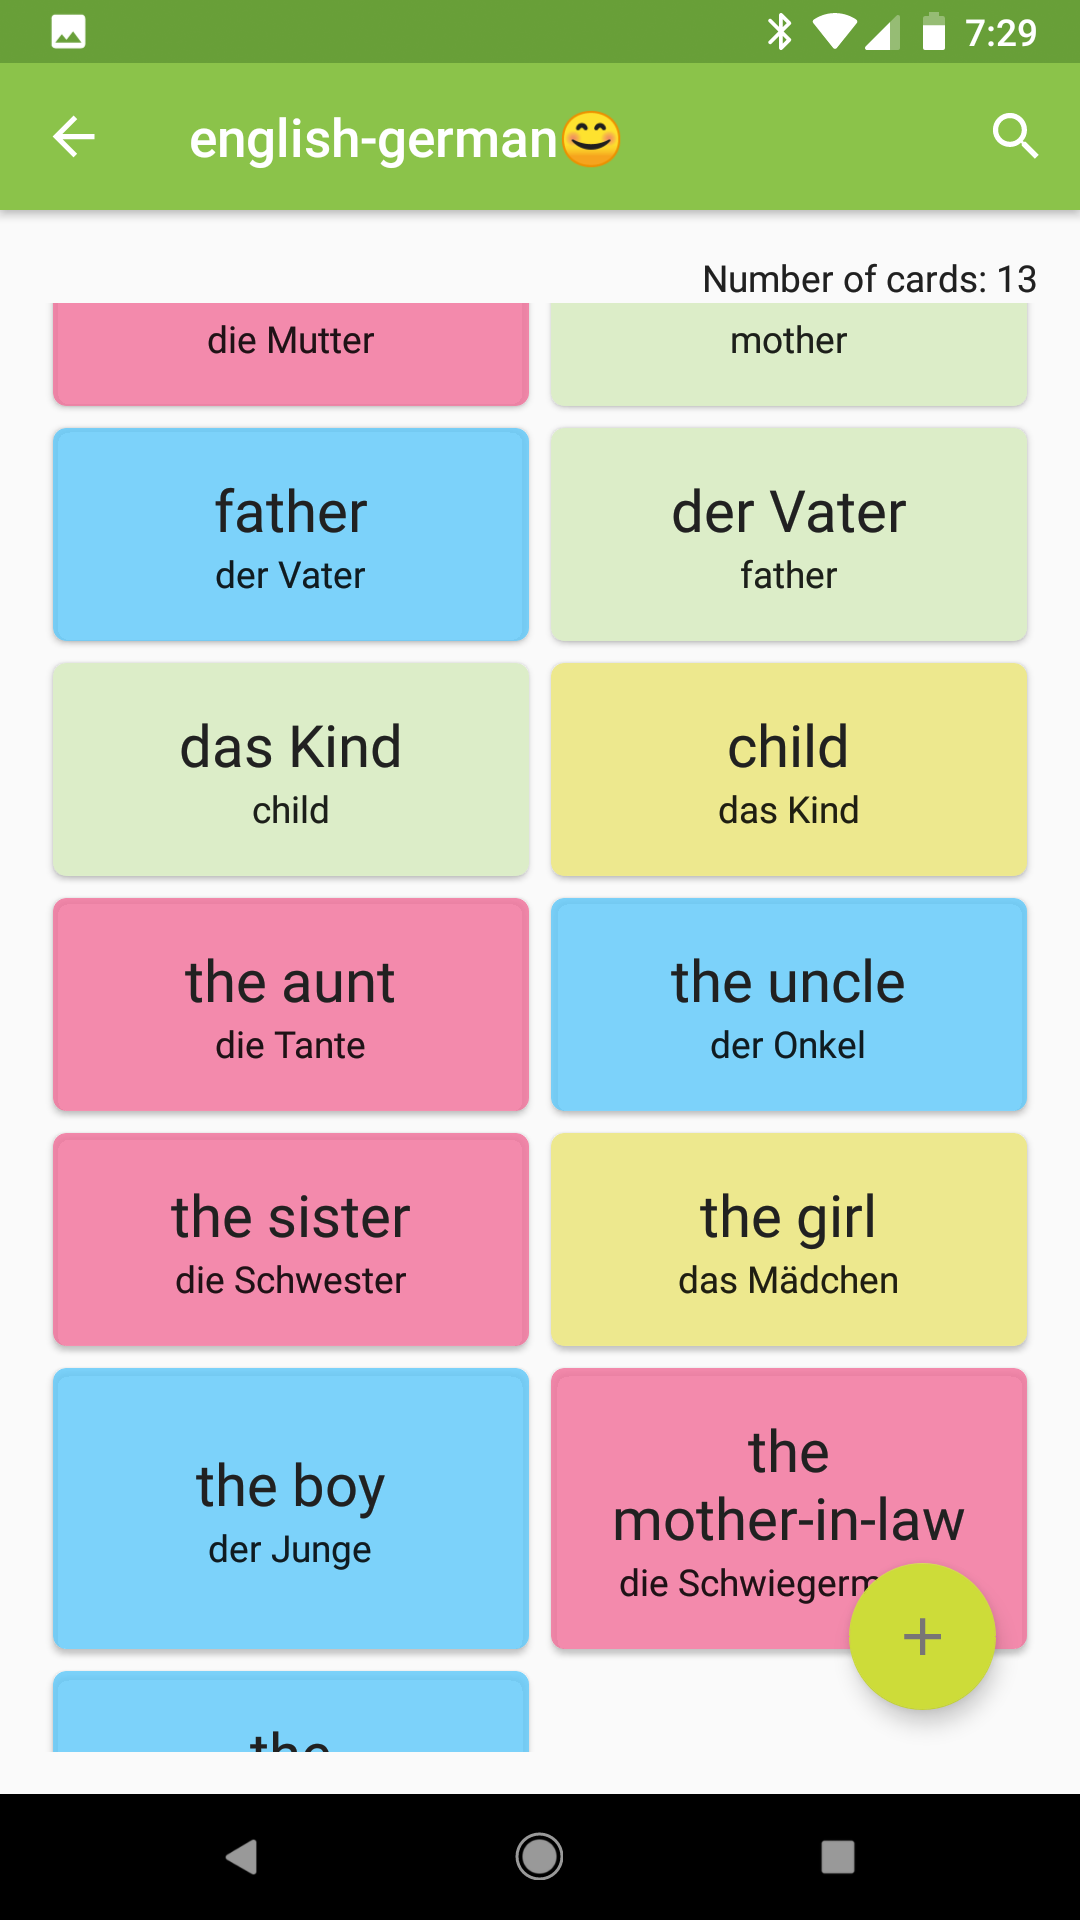 7:29
english-german😊
Number of cards: 13
die Mutter
mother
father
der Vater
der Vater
father
das Kind
child
child
das Kind
the aunt
die Tante
the uncle
der Onkel
the sister
die Schwester
the girl
das Mädchen
the boy
der Junge
the
mother-in-law
die
the